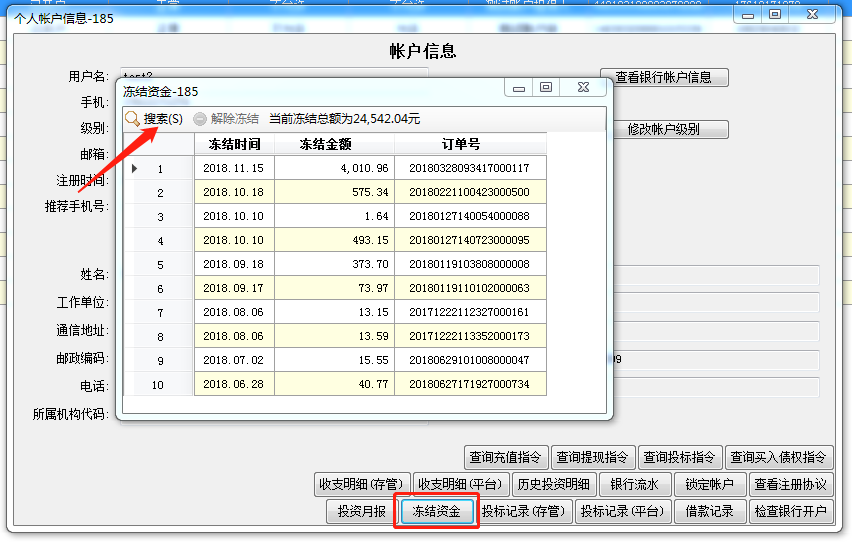 个人帐户信息-185
帐户信息
用户名:
查看银行帐户信息
手机:
级别:
修改帐户级别
邮箱:
注册时间:
推荐手机号:
姓名:
工作单位:
通信地址:
邮政编码:
电话:
所属机构代码:
冻结资金-185
搜索(S) 解除冻结 当前冻结总额为24,542.04元
冻结时间 冻结金额 订单号
1 2018.11.15 4,010.96 20180328093417000117
2 2018.10.18 575.34 20180221100423000500
3 2018.10.10 1.64 20180127140054000088
4 2018.10.10 493.15 20180127140723000095
5 2018.09.18 373.70 20180119103808000008
6 2018.09.17 73.97 20180119110102000063
7 2018.08.06 13.15 20171222112327000161
8 2018.08.06 13.59 20171222113352000173
9 2018.07.02 15.55 20180629101008000047
10 2018.06.28 40.77 20180627171927000734
查询充值指令 查询提现指令 查询投标指令 查询买入债权指令
收支明细(存管) 收支明细(平台) 历史投资明细 银行流水 锁定帐户 查看注册协议
投资月报 冻结资金 投标记录(存管) 投标记录(平台) 借款记录 检查银行开户